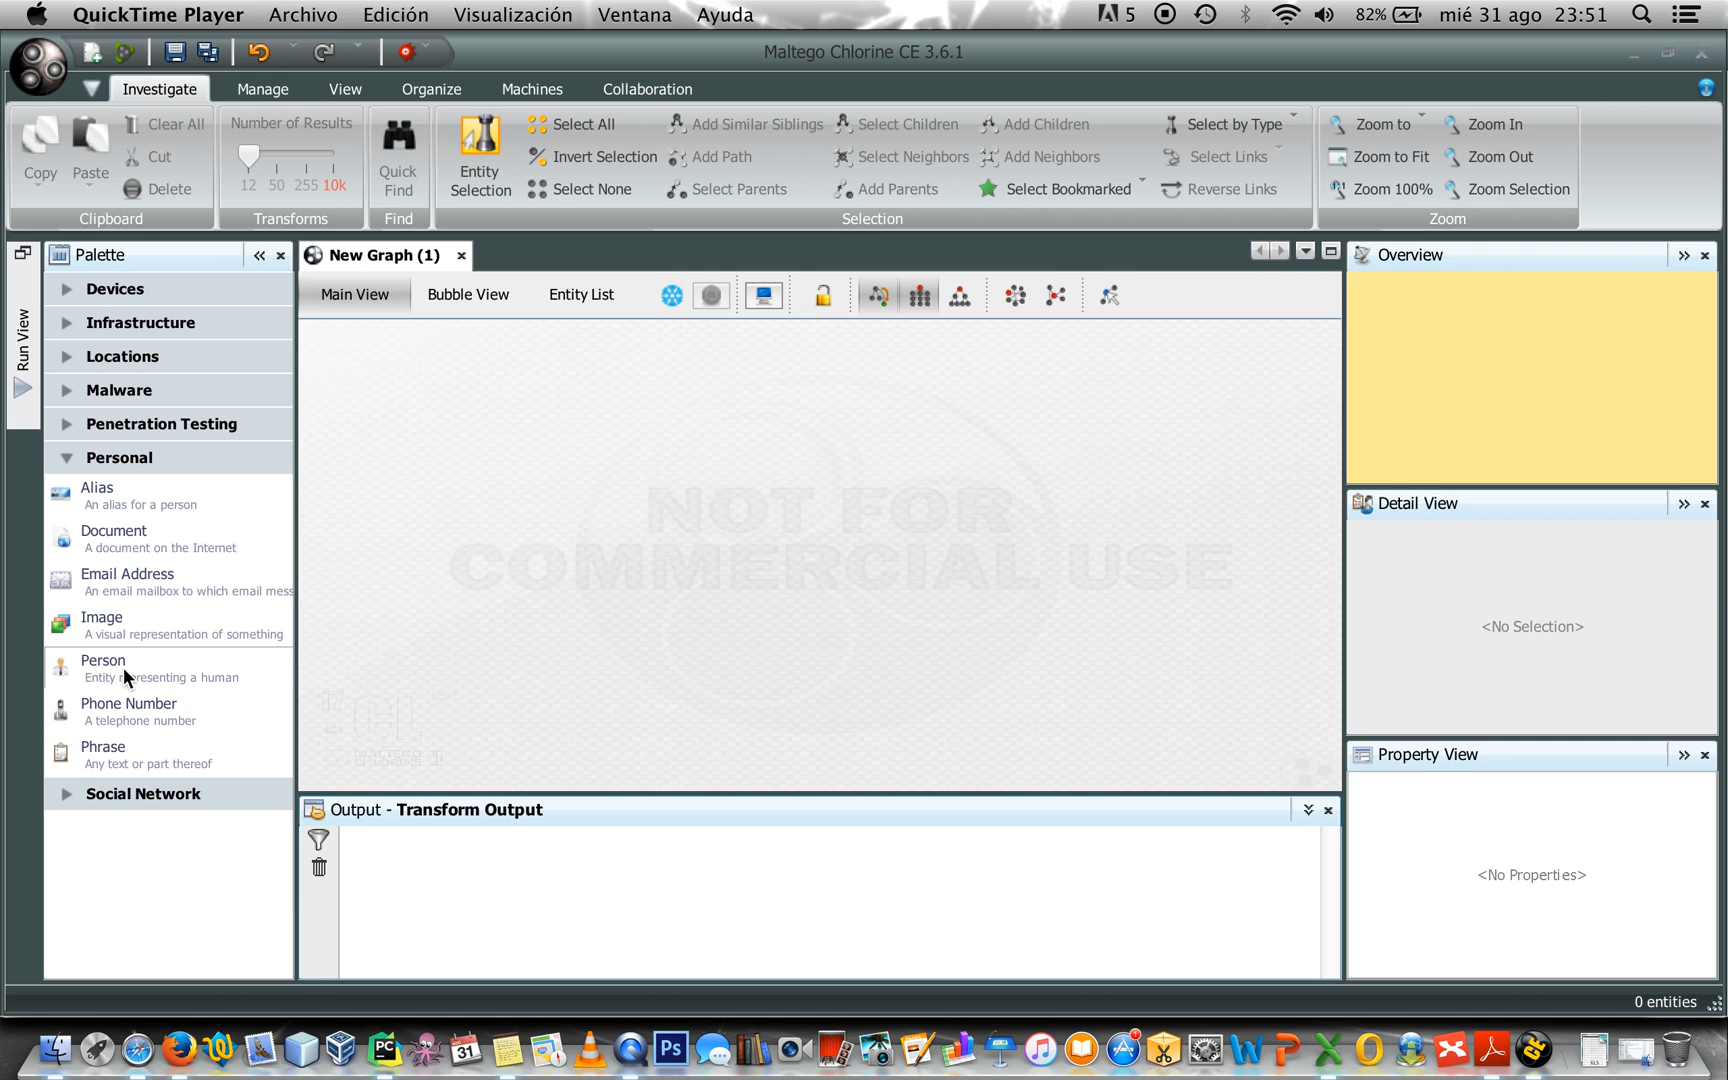 QuickTime Player Archivo Edición Visualización Ventana Ayuda 5 82% mié 31 ago 23:51
Maltego Chlorine CE 3.6.1
Investigate Manage View Organize Machines Collaboration
Copy
Paste
Clear All
Cut
Delete
Clipboard
Number of Results
12 50 255 10k
Transforms
Quick
Find
Find
Entity
Selection
Select All
Invert Selection
Select None
Add Similar Siblings
Add Path
Select Parents
Select Children
Select Neighbors
Add Parents
Add Children
Add Neighbors
Select Bookmarked
Select by Type
Select Links
Reverse Links
Selection
Zoom to
Zoom to Fit
Zoom 100%
Zoom In
Zoom Out
Zoom Selection
Zoom
Run View
Palette
Devices
Infrastructure
Locations
Malware
Penetration Testing
Personal
Alias
An alias for a person
Document
A document on the Internet
Email Address
An email mailbox to which email mess
Image
A visual representation of something
Person
Entity representing a human
Phone Number
A telephone number
Phrase
Any text or part thereof
Social Network
New Graph (1)
Main View Bubble View Entity List
NOT FOR
COMMERCIAL USE
CL
MALTEGO
CHLORINE
Output - Transform Output
Overview
Detail View
<No Selection>
Property View
<No Properties>
0 entities